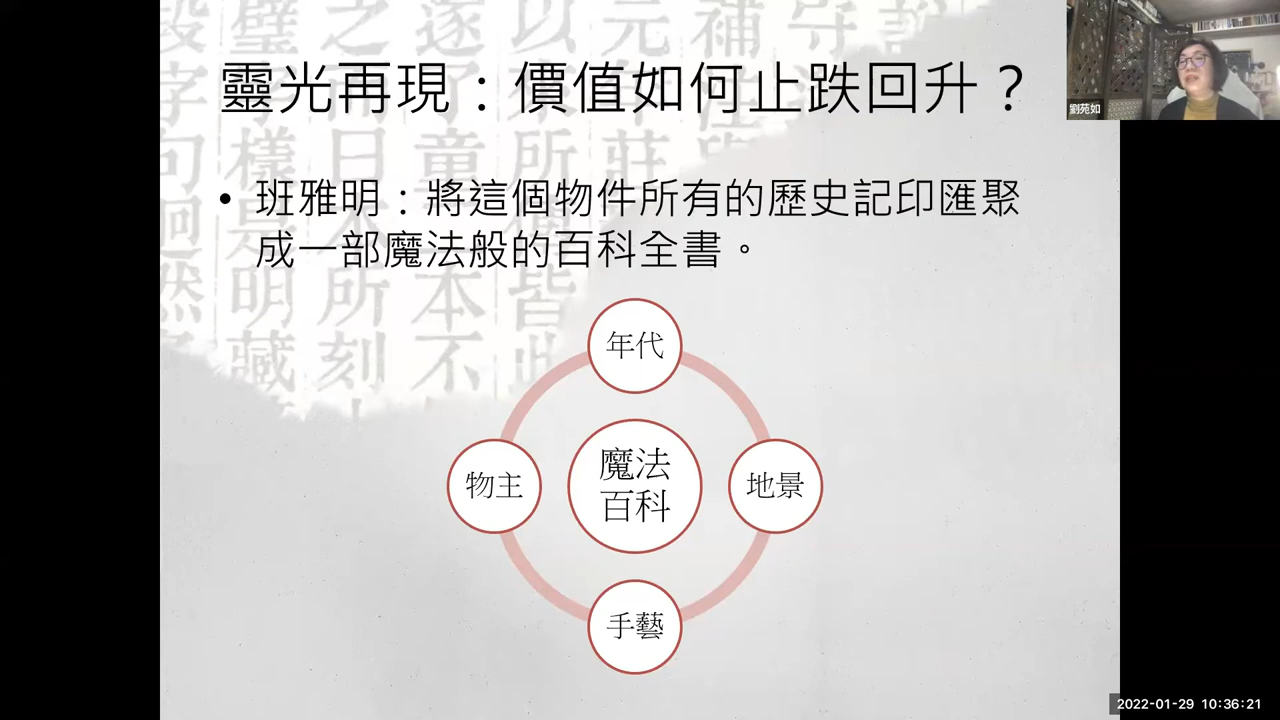 靈光再現：價值如何止跌回升？
劉苑如
• 班雅明：將這個物件所有的歷史記印匯聚
成一部魔法般的百科全書。
年代
物主
魔法
百科
地景
手藝
2022-01-29 10:36:21